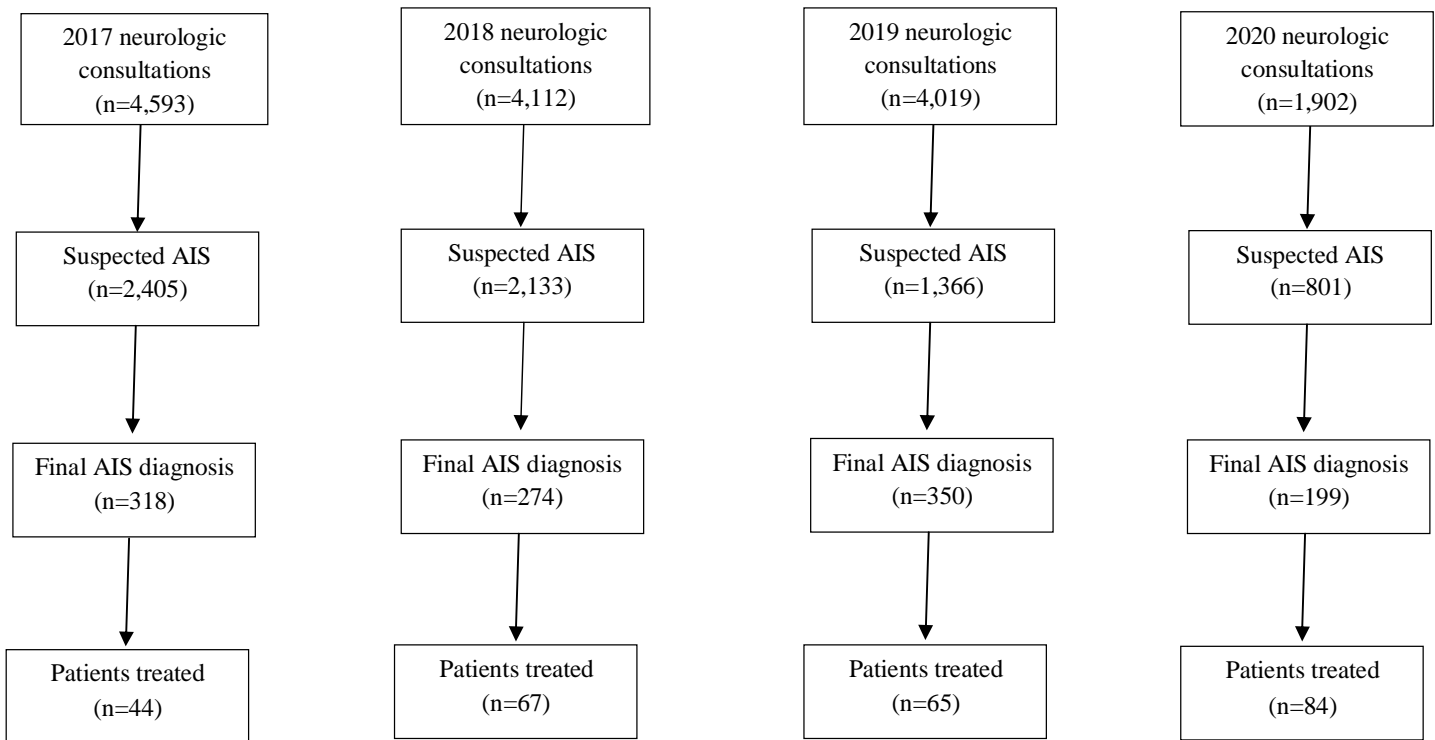 2017 neurologic
consultations
(n=4,593)
2018 neurologic
consultations
(n=4,112)
2019 neurologic
consultations
(n=4,019)
2020 neurologic
consultations
(n=1,902)
Suspected AIS
(n=2,405)
Suspected AIS
(n=2,133)
Suspected AIS
(n=1,366)
Suspected AIS
(n=801)
Final AIS diagnosis
(n=318)
Final AIS diagnosis
(n=274)
Final AIS diagnosis
(n=350)
Final AIS diagnosis
(n=199)
Patients treated
(n=44)
Patients treated
(n=67)
Patients treated
(n=65)
Patients treated
(n=84)